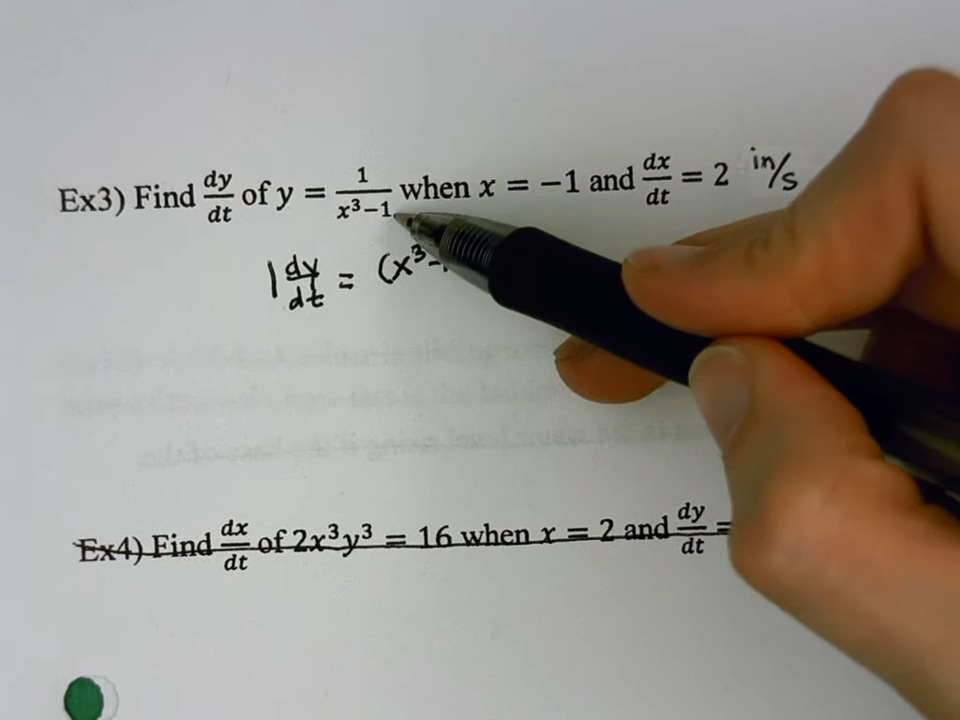 Ex3) Find dy/dt of y = 1/(x³−1) when x = −1 and dx/dt = 2 in/s
1 dy/dt = (x³-
Ex4) Find dx/dt of 2x³y³ = 16 when x = 2 and dy/dt =